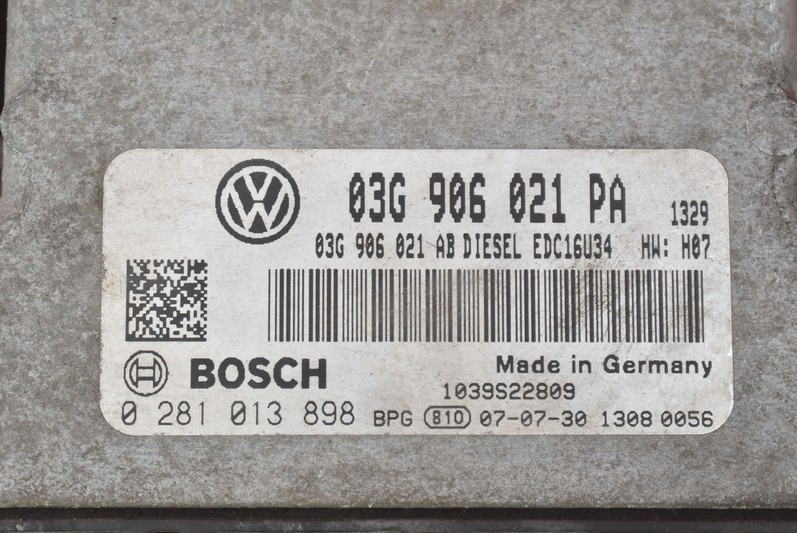 VW
03G 906 021 PA 1329
03G 906 021 AB DIESEL EDC16U34 HW: H07
BOSCH Made in Germany
1039S22809
0 281 013 898 BPG 810 07-07-30 1308 0056